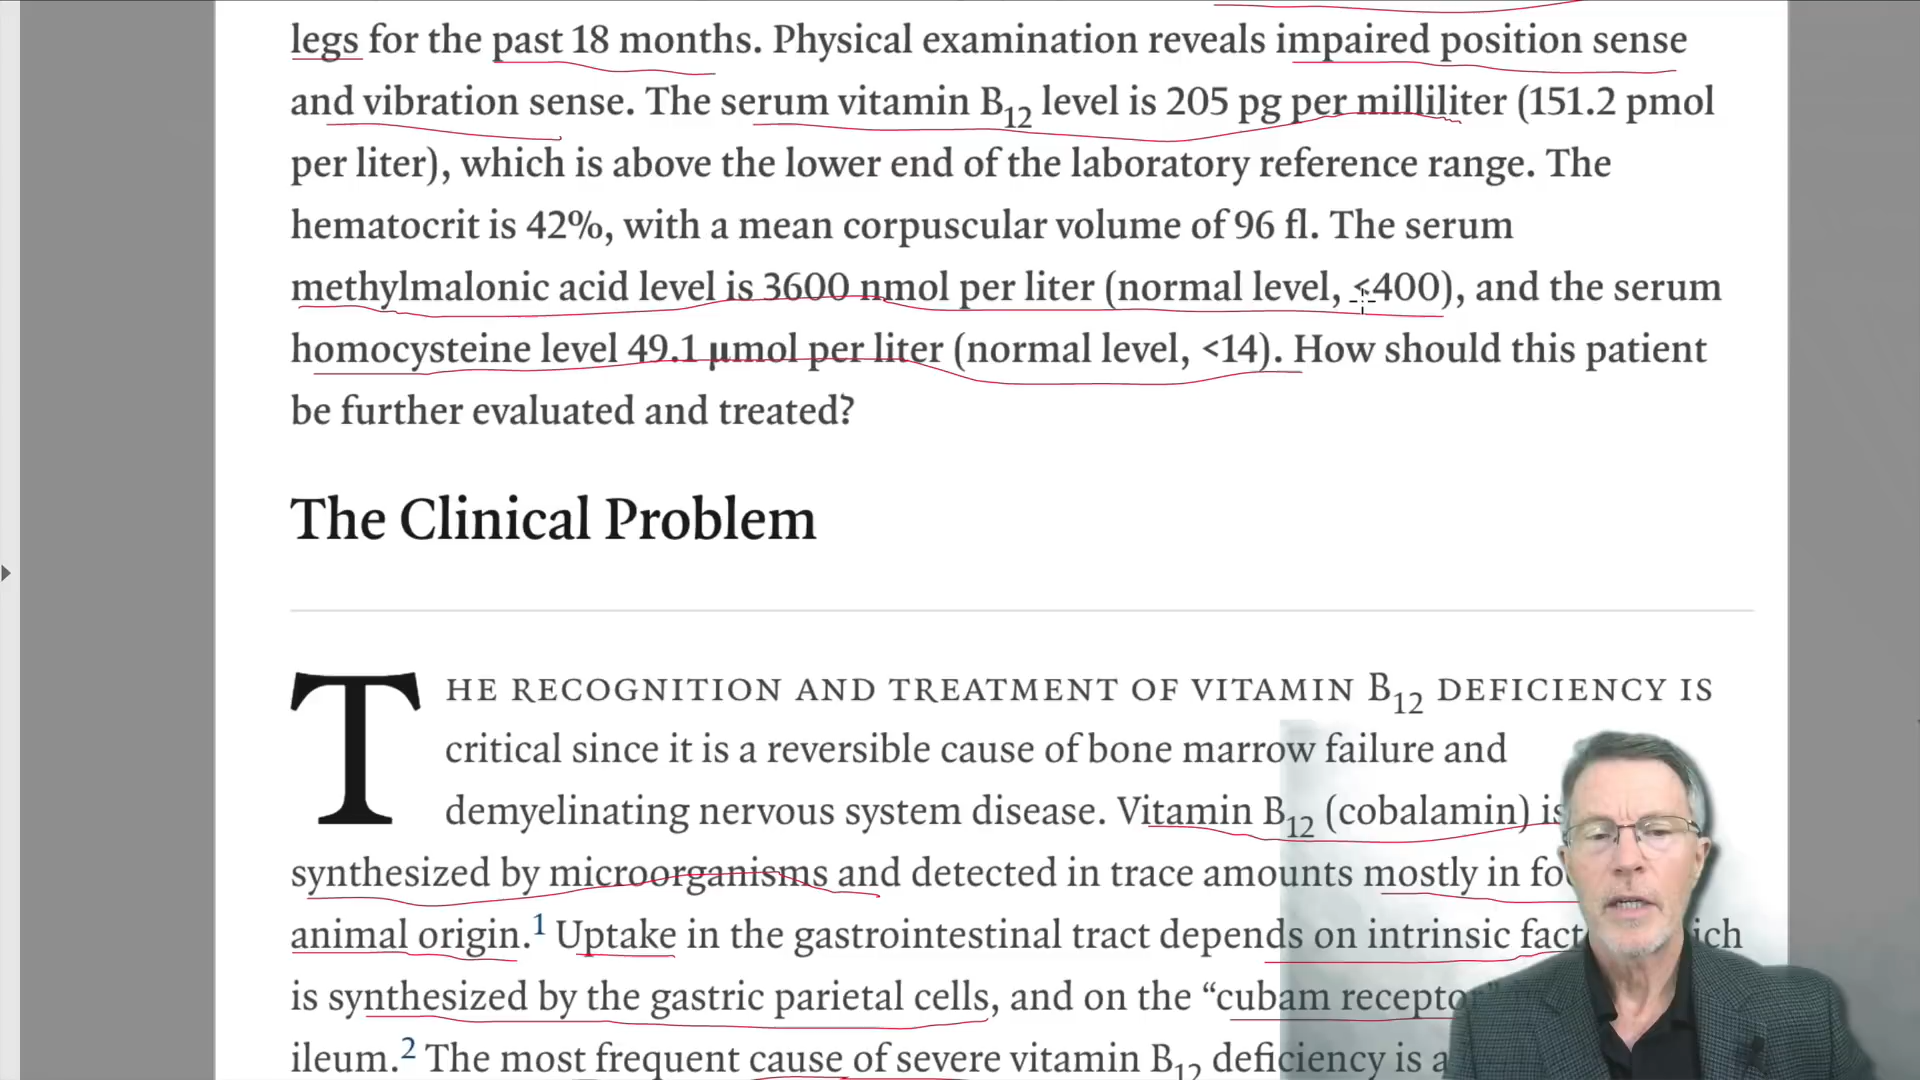 legs for the past 18 months. Physical examination reveals impaired position sense
and vibration sense. The serum vitamin B12 level is 205 pg per milliliter (151.2 pmol
per liter), which is above the lower end of the laboratory reference range. The
hematocrit is 42%, with a mean corpuscular volume of 96 fl. The serum
methylmalonic acid level is 3600 nmol per liter (normal level, <400), and the serum
homocysteine level 49.1 μmol per liter (normal level, <14). How should this patient
be further evaluated and treated?
The Clinical Problem
THE RECOGNITION AND TREATMENT OF VITAMIN B12 DEFICIENCY IS
critical since it is a reversible cause of bone marrow failure and
demyelinating nervous system disease. Vitamin B12 (cobalamin) is
synthesized by microorganisms and detected in trace amounts mostly in
animal origin.1 Uptake in the gastrointestinal tract depends on intrinsic
is synthesized by the gastric parietal cells, and on the “cubam receptor”
ileum.2 The most frequent cause of severe vitamin B12 deficiency is a